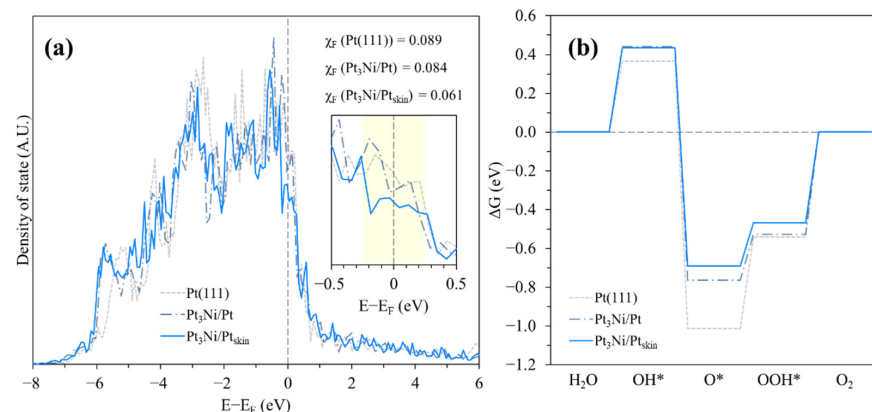 (a)
χF (Pt(111)) = 0.089
χF (Pt₃Ni/Pt) = 0.084
χF (Pt₃Ni/Ptskin) = 0.061
Density of state (A.U.)
−0.5 0 0.5
E−EF (eV)
Pt(111)
Pt₃Ni/Pt
Pt₃Ni/Ptskin
−8 −6 −4 −2 0 2 4 6
E−EF (eV)
(b)
ΔG (eV)
0.6
0.4
0.2
0.0
−0.2
−0.4
−0.6
−0.8
−1.0
−1.2
Pt(111)
Pt₃Ni/Pt
Pt₃Ni/Ptskin
H₂O OH* O* OOH* O₂